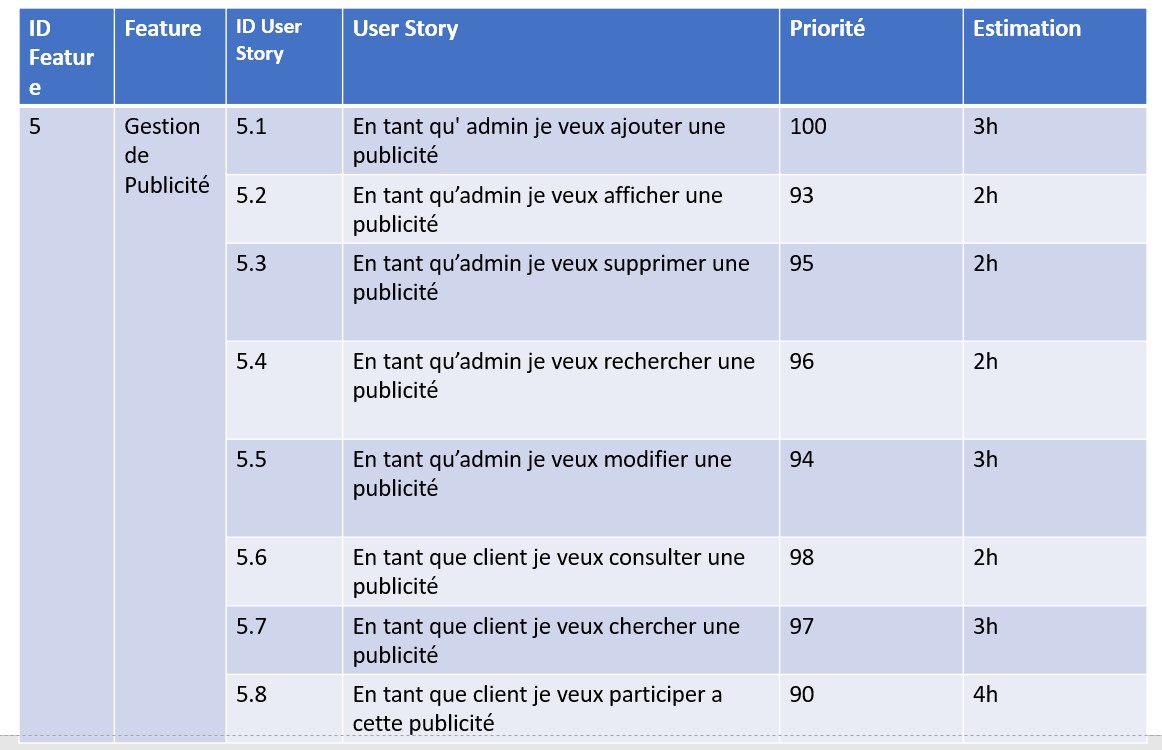 ID
Featur
e
Feature
ID User
Story
User Story
Priorité
Estimation
5
Gestion
de
Publicité
5.1
En tant qu' admin je veux ajouter une
publicité
100
3h
5.2
En tant qu’admin je veux afficher une
publicité
93
2h
5.3
En tant qu’admin je veux supprimer une
publicité
95
2h
5.4
En tant qu’admin je veux rechercher une
publicité
96
2h
5.5
En tant qu’admin je veux modifier une
publicité
94
3h
5.6
En tant que client je veux consulter une
publicité
98
2h
5.7
En tant que client je veux chercher une
publicité
97
3h
5.8
En tant que client je veux participer a
cette publicité
90
4h